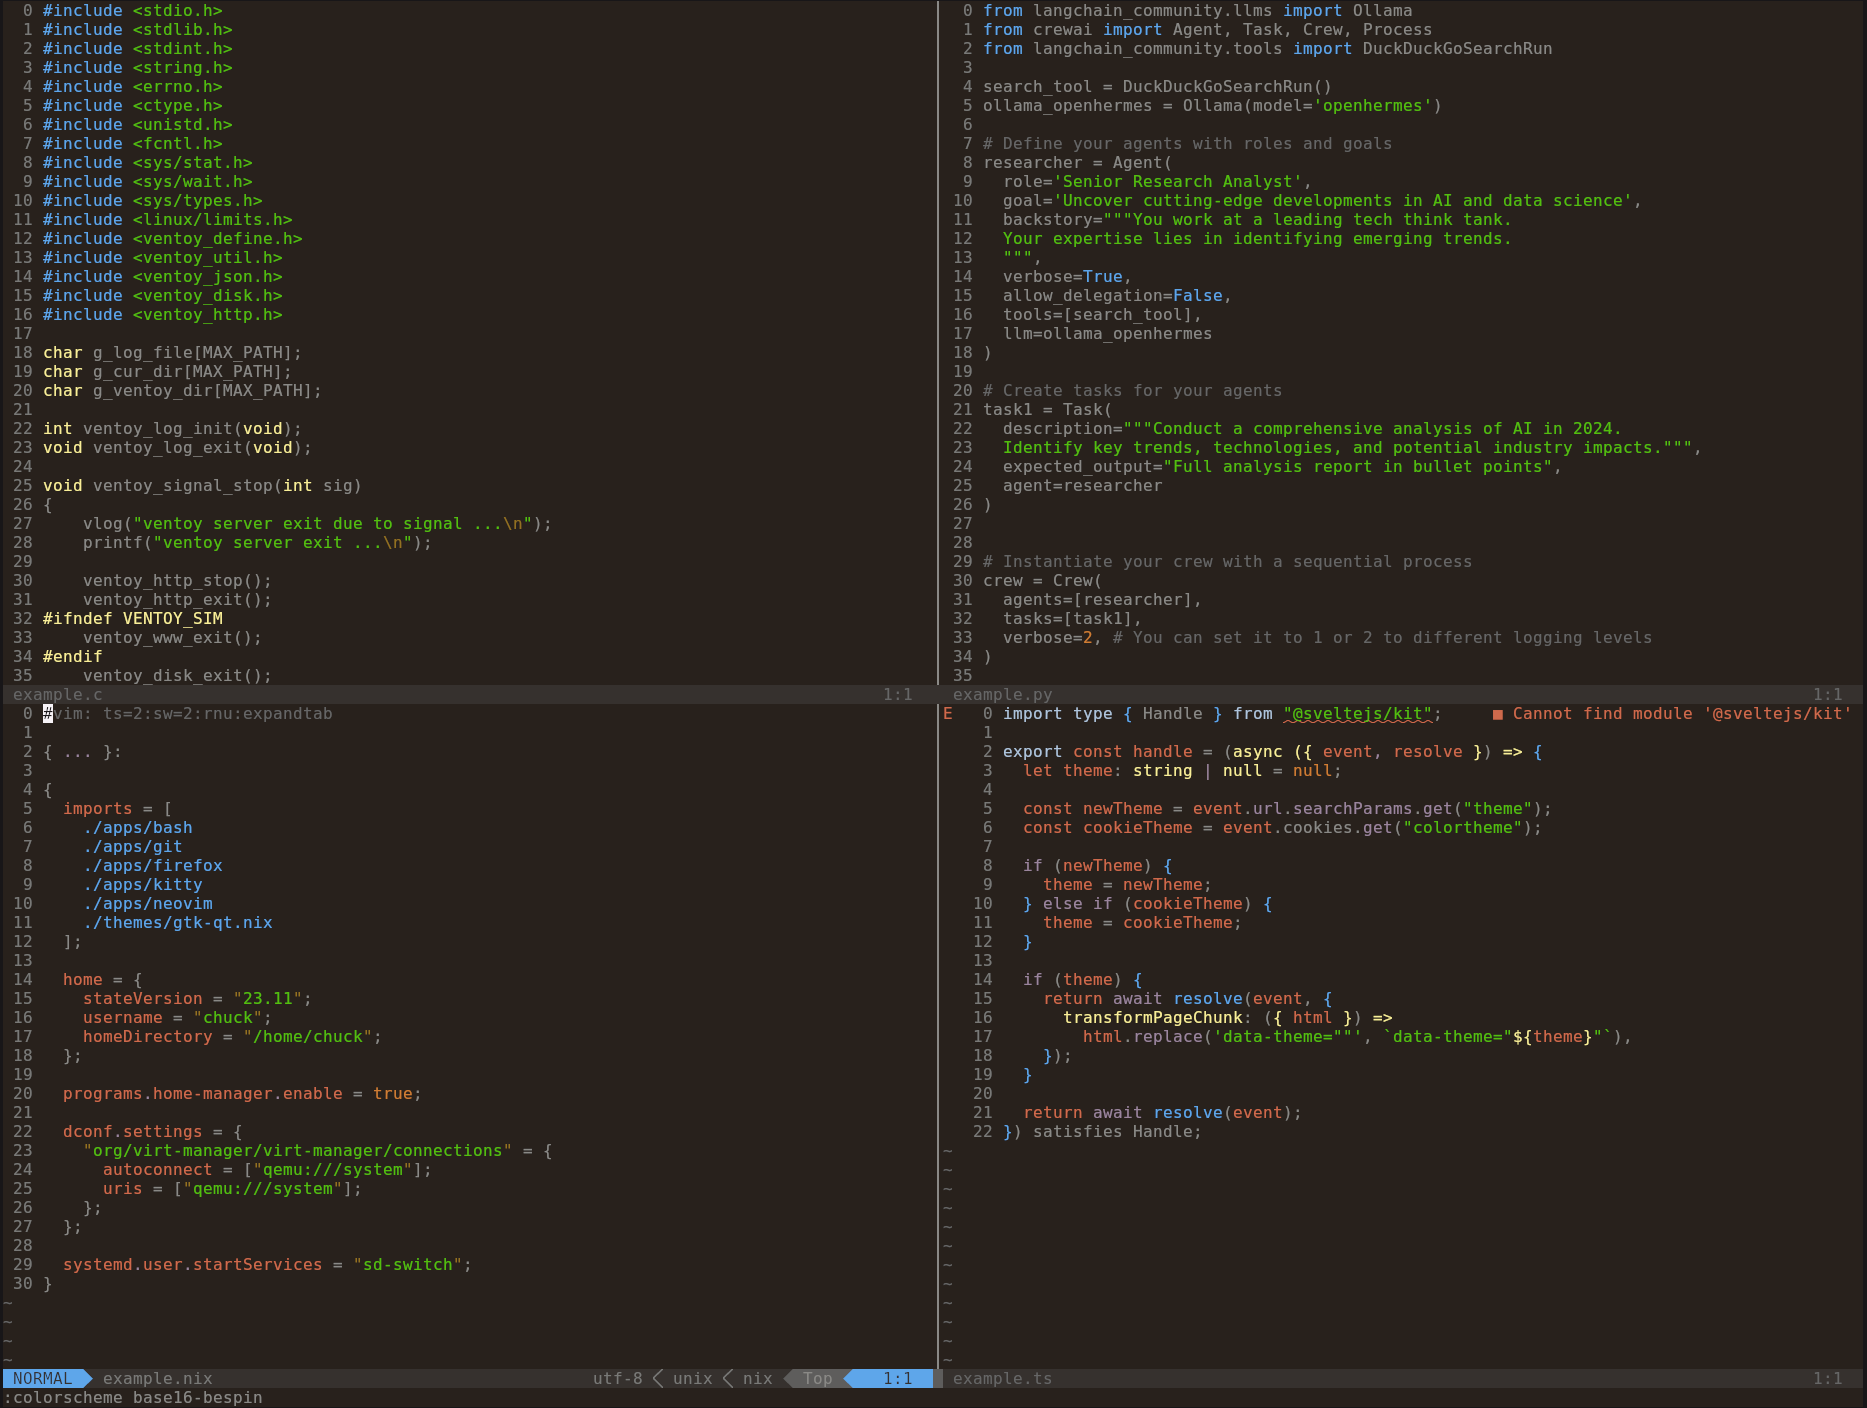 0 #include <stdio.h>
1 #include <stdlib.h>
2 #include <stdint.h>
3 #include <string.h>
4 #include <errno.h>
5 #include <ctype.h>
6 #include <unistd.h>
7 #include <fcntl.h>
8 #include <sys/stat.h>
9 #include <sys/wait.h>
10 #include <sys/types.h>
11 #include <linux/limits.h>
12 #include <ventoy_define.h>
13 #include <ventoy_util.h>
14 #include <ventoy_json.h>
15 #include <ventoy_disk.h>
16 #include <ventoy_http.h>
17
18 char g_log_file[MAX_PATH];
19 char g_cur_dir[MAX_PATH];
20 char g_ventoy_dir[MAX_PATH];
21
22 int ventoy_log_init(void);
23 void ventoy_log_exit(void);
24
25 void ventoy_signal_stop(int sig)
26 {
27     vlog("ventoy server exit due to signal ...\n");
28     printf("ventoy server exit ...\n");
29
30     ventoy_http_stop();
31     ventoy_http_exit();
32 #ifndef VENTOY_SIM
33     ventoy_www_exit();
34 #endif
35     ventoy_disk_exit();
example.c 1:1
0 from langchain_community.llms import Ollama
1 from crewai import Agent, Task, Crew, Process
2 from langchain_community.tools import DuckDuckGoSearchRun
3
4 search_tool = DuckDuckGoSearchRun()
5 ollama_openhermes = Ollama(model='openhermes')
6
7 # Define your agents with roles and goals
8 researcher = Agent(
9   role='Senior Research Analyst',
10   goal='Uncover cutting-edge developments in AI and data science',
11   backstory="""You work at a leading tech think tank.
12   Your expertise lies in identifying emerging trends.
13   """,
14   verbose=True,
15   allow_delegation=False,
16   tools=[search_tool],
17   llm=ollama_openhermes
18 )
19
20 # Create tasks for your agents
21 task1 = Task(
22   description="""Conduct a comprehensive analysis of AI in 2024.
23   Identify key trends, technologies, and potential industry impacts.""",
24   expected_output="Full analysis report in bullet points",
25   agent=researcher
26 )
27
28
29 # Instantiate your crew with a sequential process
30 crew = Crew(
31   agents=[researcher],
32   tasks=[task1],
33   verbose=2, # You can set it to 1 or 2 to different logging levels
34 )
35
example.py 1:1
0 #vim: ts=2:sw=2:rnu:expandtab
1
2 { ... }:
3
4 {
5   imports = [
6     ./apps/bash
7     ./apps/git
8     ./apps/firefox
9     ./apps/kitty
10     ./apps/neovim
11     ./themes/gtk-qt.nix
12   ];
13
14   home = {
15     stateVersion = "23.11";
16     username = "chuck";
17     homeDirectory = "/home/chuck";
18   };
19
20   programs.home-manager.enable = true;
21
22   dconf.settings = {
23     "org/virt-manager/virt-manager/connections" = {
24       autoconnect = ["qemu:///system"];
25       uris = ["qemu:///system"];
26     };
27   };
28
29   systemd.user.startServices = "sd-switch";
30 }
~
~
~
~
NORMAL example.nix utf-8 unix nix Top 1:1
:colorscheme base16-bespin
E 0 import type { Handle } from "@sveltejs/kit"; ■ Cannot find module '@sveltejs/kit'
1
2 export const handle = (async ({ event, resolve }) => {
3   let theme: string | null = null;
4
5   const newTheme = event.url.searchParams.get("theme");
6   const cookieTheme = event.cookies.get("colortheme");
7
8   if (newTheme) {
9     theme = newTheme;
10   } else if (cookieTheme) {
11     theme = cookieTheme;
12   }
13
14   if (theme) {
15     return await resolve(event, {
16       transformPageChunk: ({ html }) =>
17         html.replace('data-theme=""', `data-theme="${theme}"`),
18     });
19   }
20
21   return await resolve(event);
22 }) satisfies Handle;
~
~
~
~
~
~
~
~
~
~
~
~
example.ts 1:1